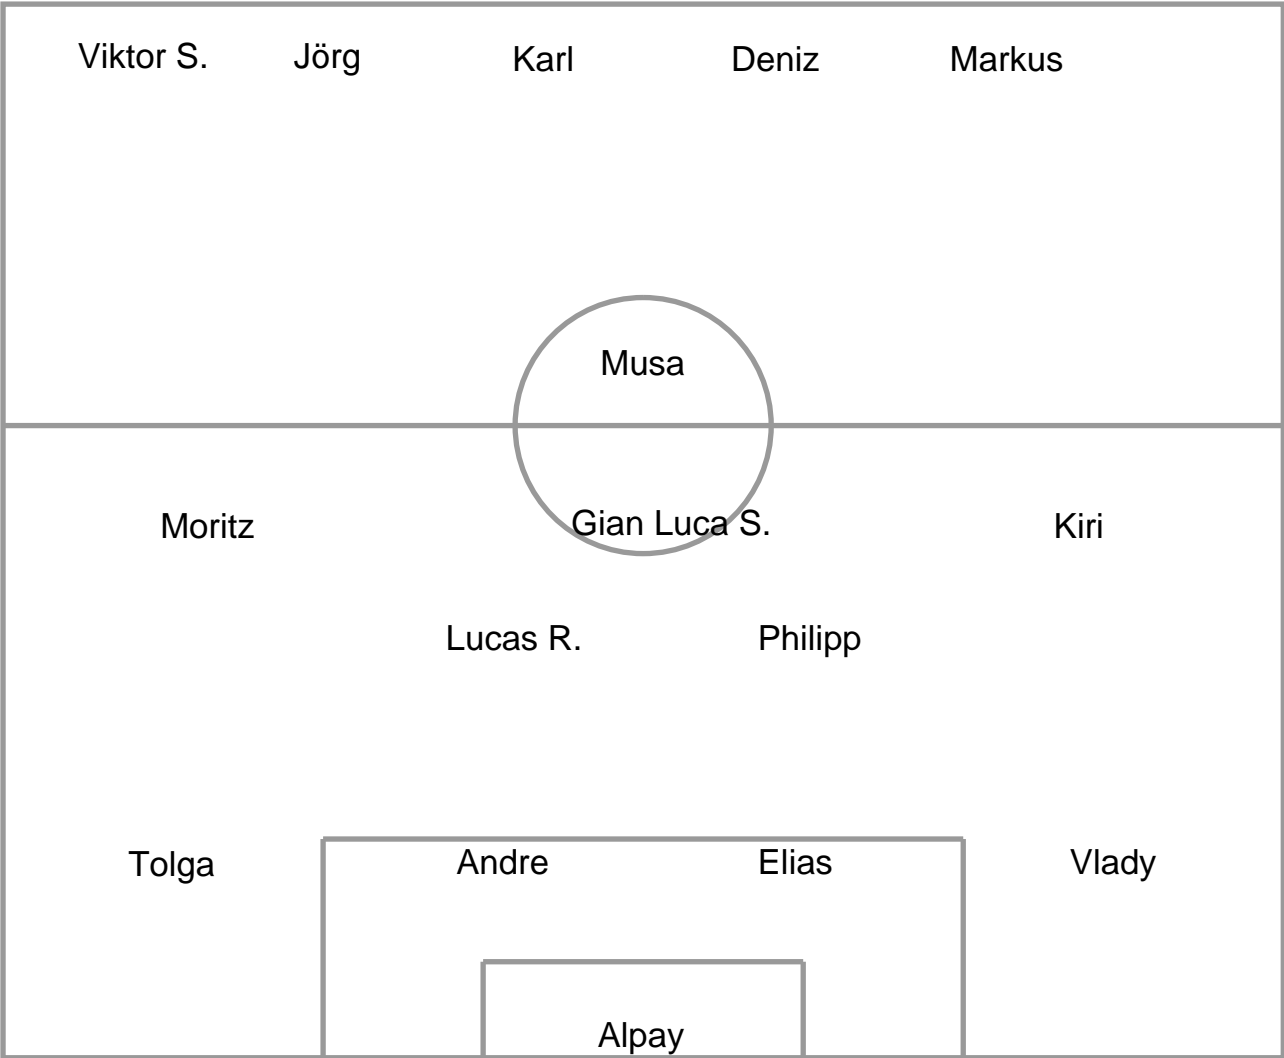 Viktor S. Jörg Karl Deniz Markus
Musa
Moritz Gian Luca S. Kiri
Lucas R. Philipp
Tolga Andre Elias Vlady
Alpay